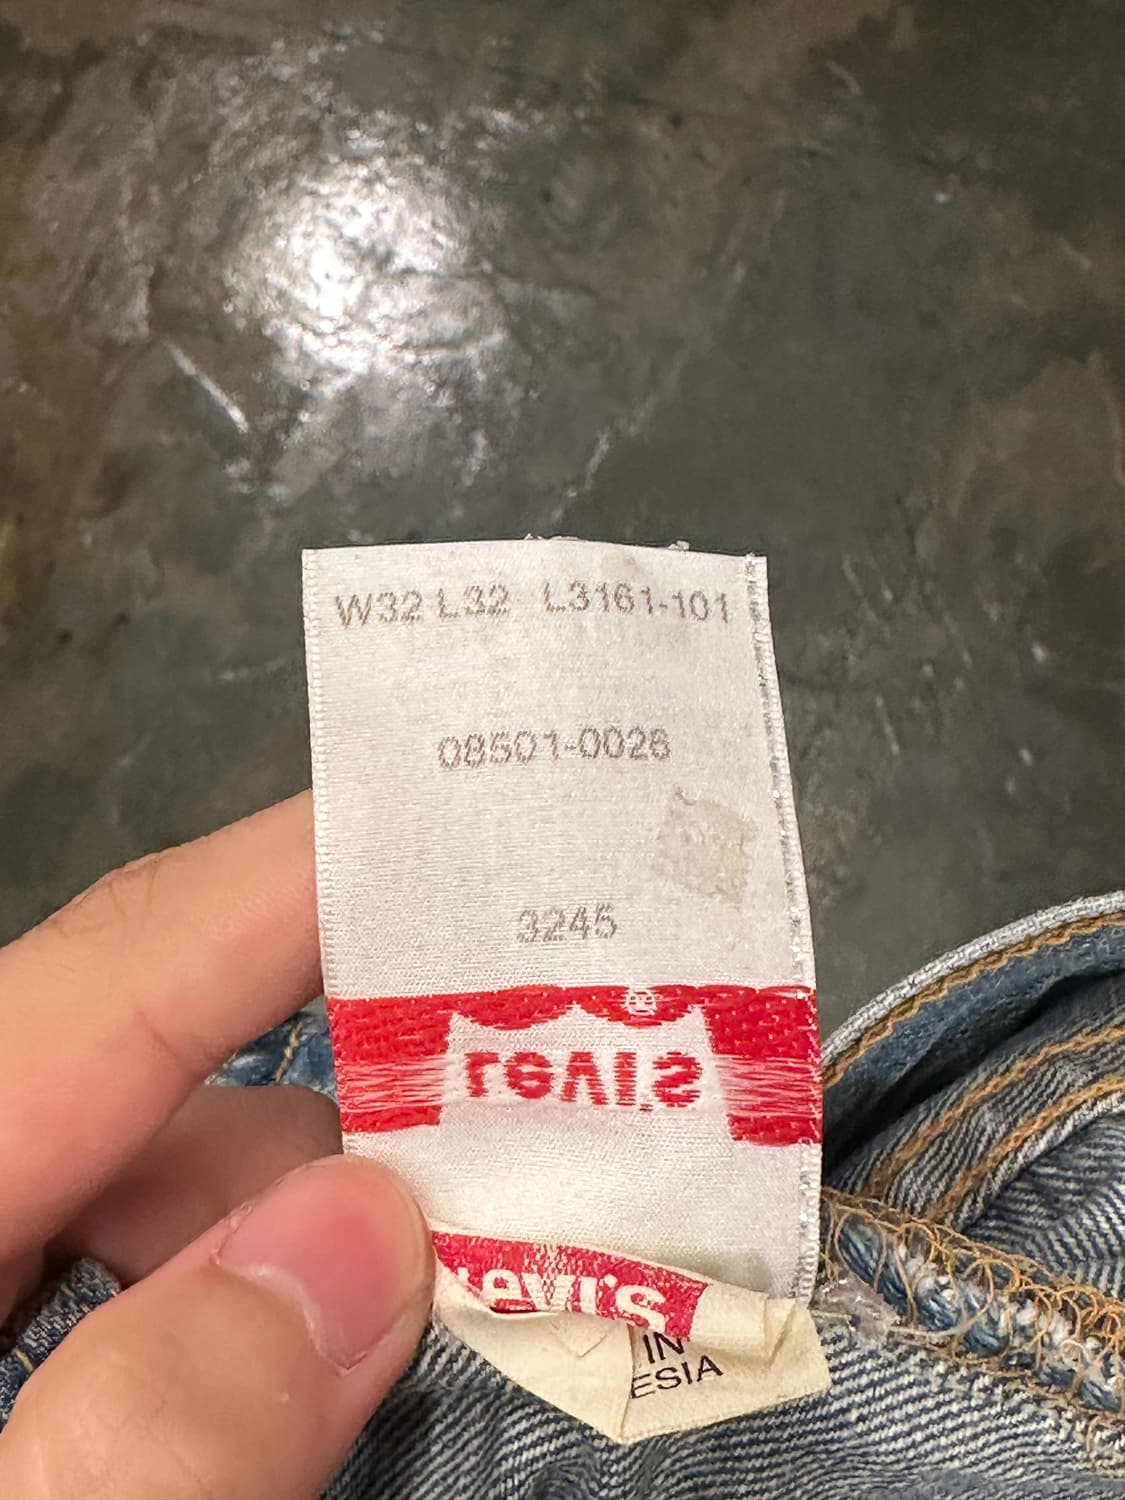 W32 L32 L3161-101
08501-0026
3245
Levi's
®
Levi's
IN
ESIA